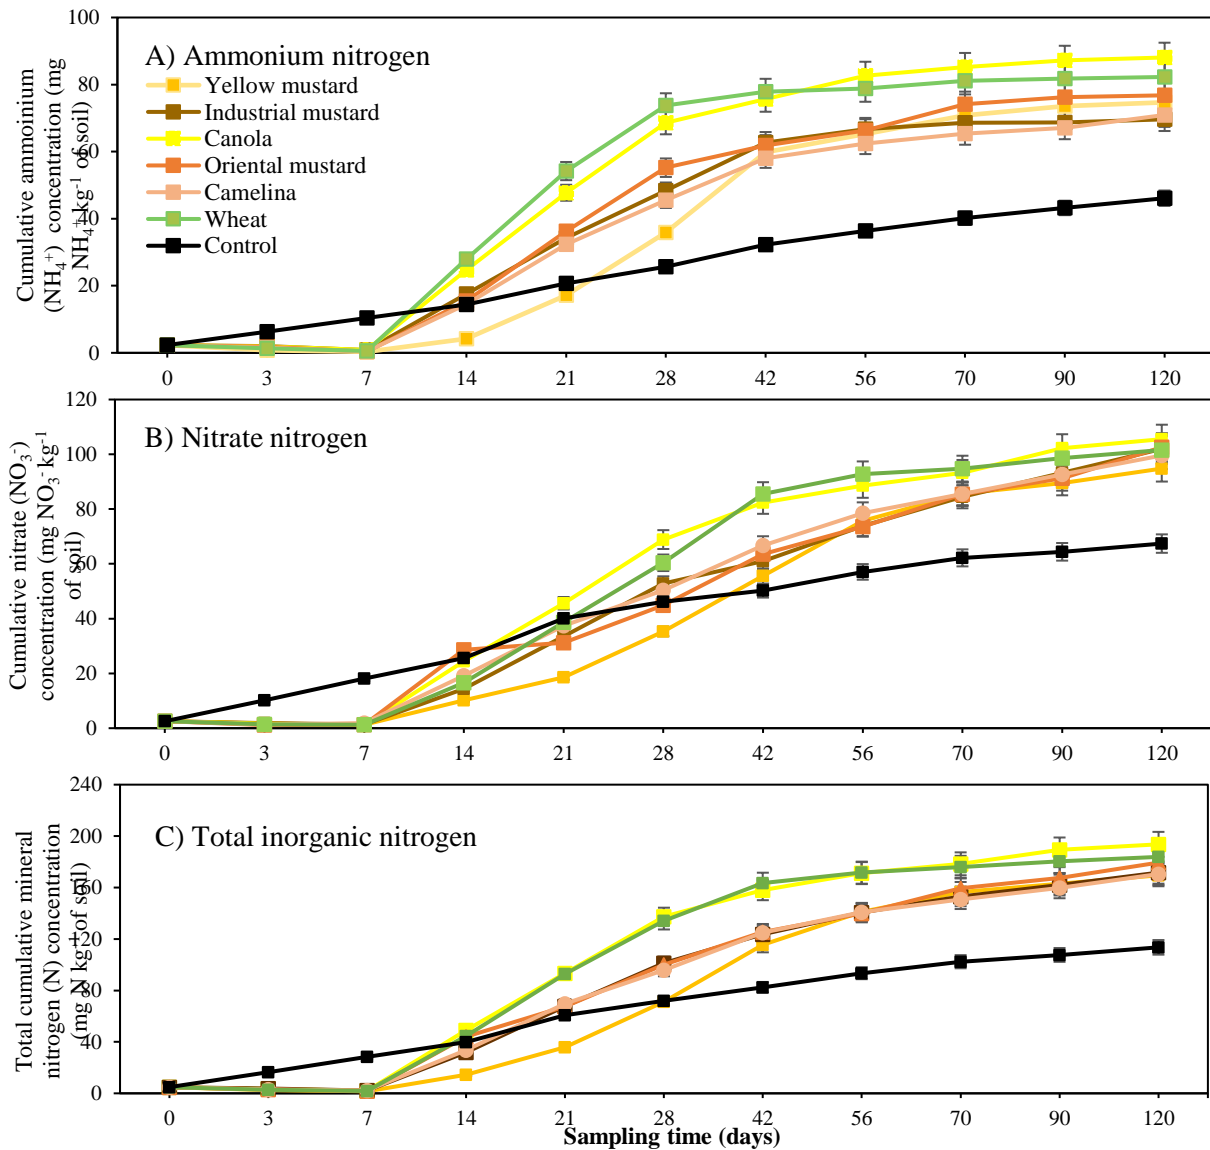 A) Ammonium nitrogen
Yellow mustard
Industrial mustard
Canola
Oriental mustard
Camelina
Wheat
Control
Cumulative ammoinium
(NH₄⁺) concentration (mg
NH₄⁺ kg⁻¹ of soil)
100
80
60
40
20
0
0 3 7 14 21 28 42 56 70 90 120
B) Nitrate nitrogen
Cumulative nitrate (NO₃⁻)
concentration (mg NO₃⁻ kg⁻¹
of soil)
120
100
80
60
40
20
0
0 3 7 14 21 28 42 56 70 90 120
C) Total inorganic nitrogen
Total cumulative mineral
nitrogen (N) concentration
(mg N kg⁻¹ of soil)
240
200
160
120
80
40
0
0 3 7 14 21 28 42 56 70 90 120
Sampling time (days)